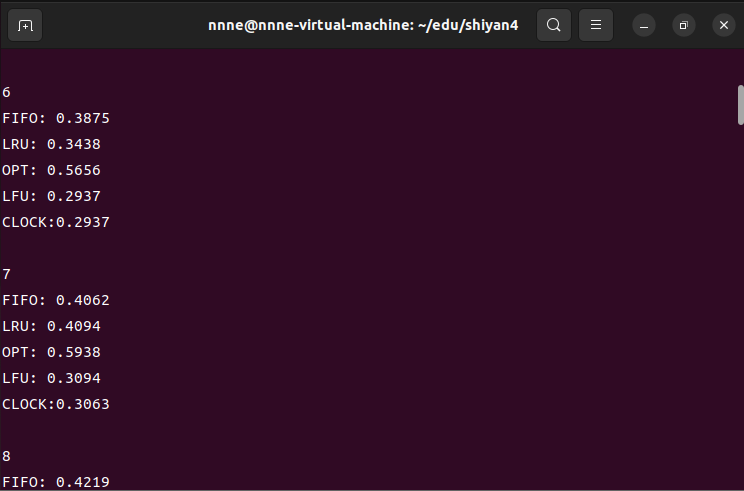 nnne@nnne-virtual-machine: ~/edu/shiyan4
6
FIFO: 0.3875
LRU: 0.3438
OPT: 0.5656
LFU: 0.2937
CLOCK:0.2937
7
FIFO: 0.4062
LRU: 0.4094
OPT: 0.5938
LFU: 0.3094
CLOCK:0.3063
8
FIFO: 0.4219